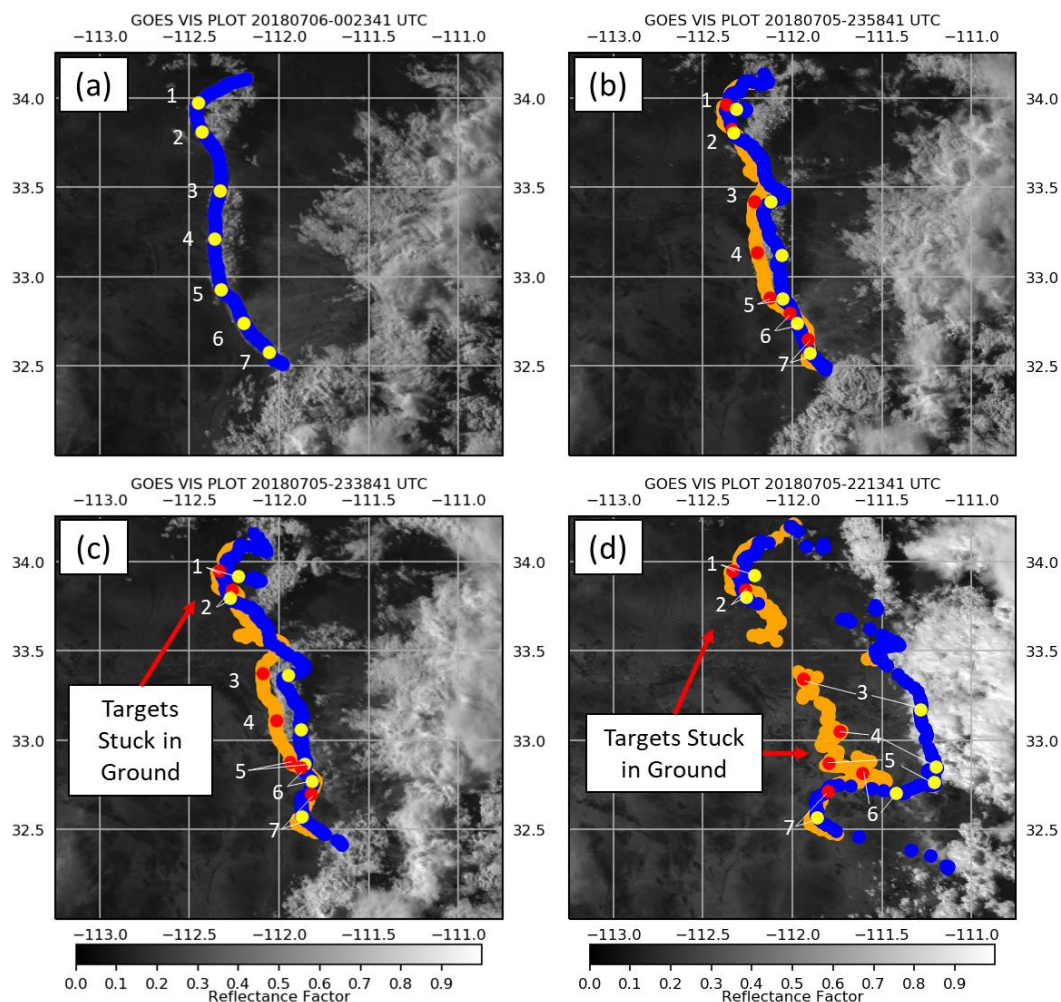 GOES VIS PLOT 20180706-002341 UTC
−113.0 −112.5 −112.0 −111.5 −111.0
(a)
34.0
33.5
33.0
32.5
1
2
3
4
5
6
7
GOES VIS PLOT 20180705-235841 UTC
−113.0 −112.5 −112.0 −111.5 −111.0
(b)
34.0
33.5
33.0
32.5
1
2
3
4
5
6
7
GOES VIS PLOT 20180705-233841 UTC
−113.0 −112.5 −112.0 −111.5 −111.0
(c)
34.0
33.5
33.0
32.5
1
2
3
4
5
6
7
Targets
Stuck in
Ground
−113.0 −112.5 −112.0 −111.5 −111.0
0.0 0.1 0.2 0.3 0.4 0.5 0.6 0.7 0.8 0.9
Reflectance Factor
GOES VIS PLOT 20180705-221341 UTC
−113.0 −112.5 −112.0 −111.5 −111.0
(d)
34.0
33.5
33.0
32.5
1
2
3
4
5
6
7
Targets Stuck
in Ground
−113.0 −112.5 −112.0 −111.5 −111.0
0.0 0.1 0.2 0.3 0.4 0.5 0.6 0.7 0.8 0.9
Reflectance Factor